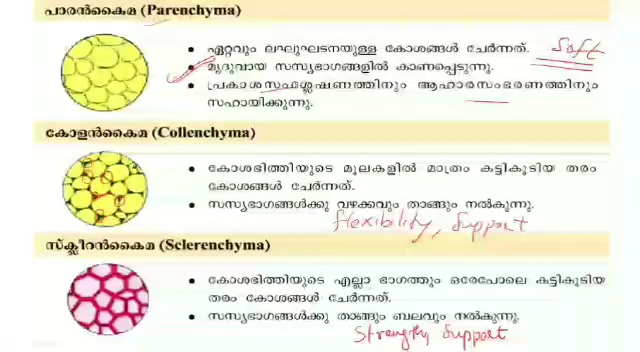 പാരൻകൈമ (Parenchyma)
• ഏറ്റവും ലഘുഘടനയുള്ള കോശങ്ങൾ ചേർന്നത്. Soft
• മൃദുവായ സസ്യഭാഗങ്ങളിൽ കാണപ്പെടുന്നു.
• പ്രകാശസംശ്ലേഷണത്തിനും ആഹാരസംഭരണത്തിനും
സഹായിക്കുന്നു.
കോളൻകൈമ (Collenchyma)
• കോശഭിത്തിയുടെ മൂലകളിൽ മാത്രം കട്ടികൂടിയ തരം
കോശങ്ങൾ ചേർന്നത്.
• സസ്യഭാഗങ്ങൾക്കു വഴക്കവും താങ്ങും നൽകുന്നു.
flexibility, Support
സ്ക്ലീറൻകൈമ (Sclerenchyma)
• കോശഭിത്തിയുടെ എല്ലാ ഭാഗത്തും ഒരേപോലെ കട്ടികൂടിയ
തരം കോശങ്ങൾ ചേർന്നത്.
• സസ്യഭാഗങ്ങൾക്കു താങ്ങും ബലവും നൽകുന്നു.
Strength, Support